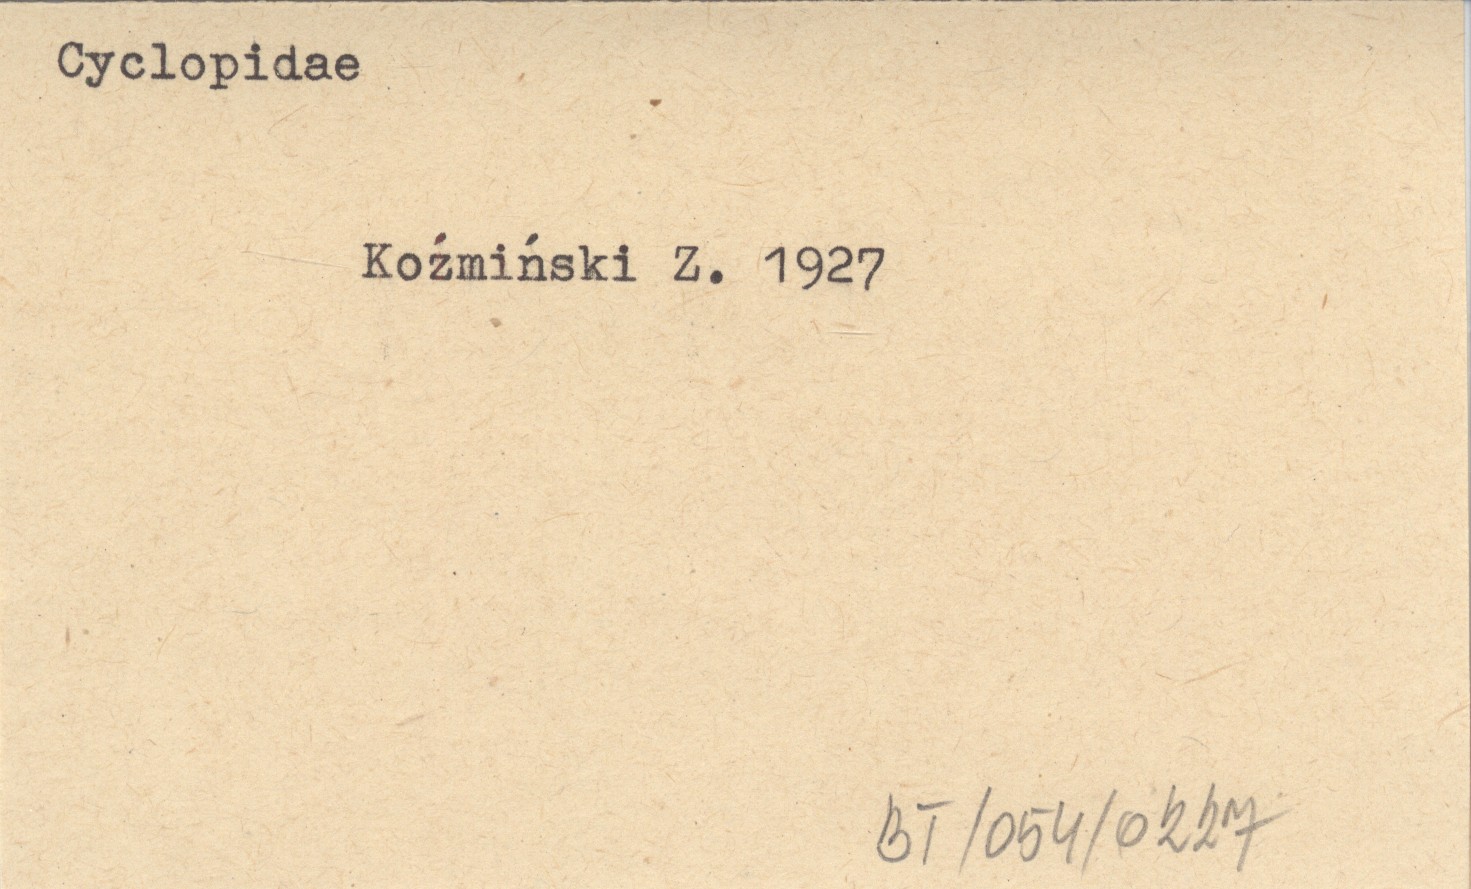 Cyclopidae
Koźmiński Z. 1927
BT/054/0227